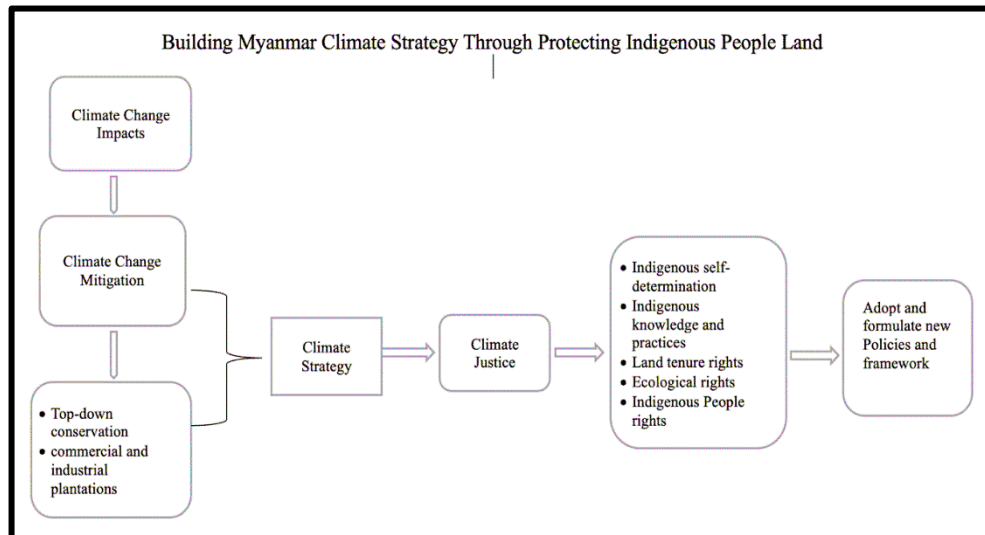 Building Myanmar Climate Strategy Through Protecting Indigenous People Land
Climate Change
Impacts
Climate Change
Mitigation
• Top-down
conservation
• commercial and
industrial
plantations
Climate
Strategy
Climate
Justice
• Indigenous self-
determination
• Indigenous
knowledge and
practices
• Land tenure rights
• Ecological rights
• Indigenous People
rights
Adopt and
formulate new
Policies and
framework